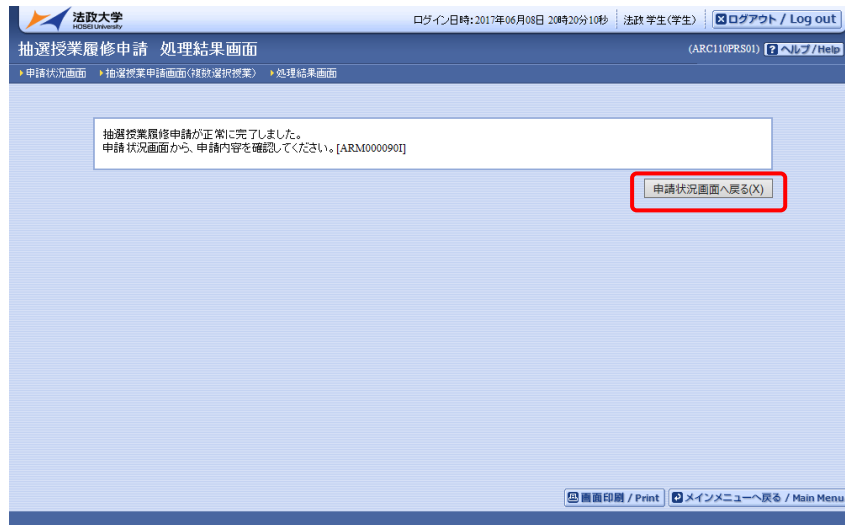 法政大学
HOSEI University
ログイン日時:2017年06月08日 20時20分10秒
法政 学生(学生)
ログアウト / Log out
抽選授業履修申請 処理結果画面
(ARC110PRS01)
ヘルプ/Help
申請状況画面 抽選授業申請画面(複数選択授業) 処理結果画面
抽選授業履修申請が正常に完了しました。
申請状況画面から、申請内容を確認してください。[ARM000090I]
申請状況画面へ戻る(X)
画面印刷 / Print
メインメニューへ戻る / Main Menu